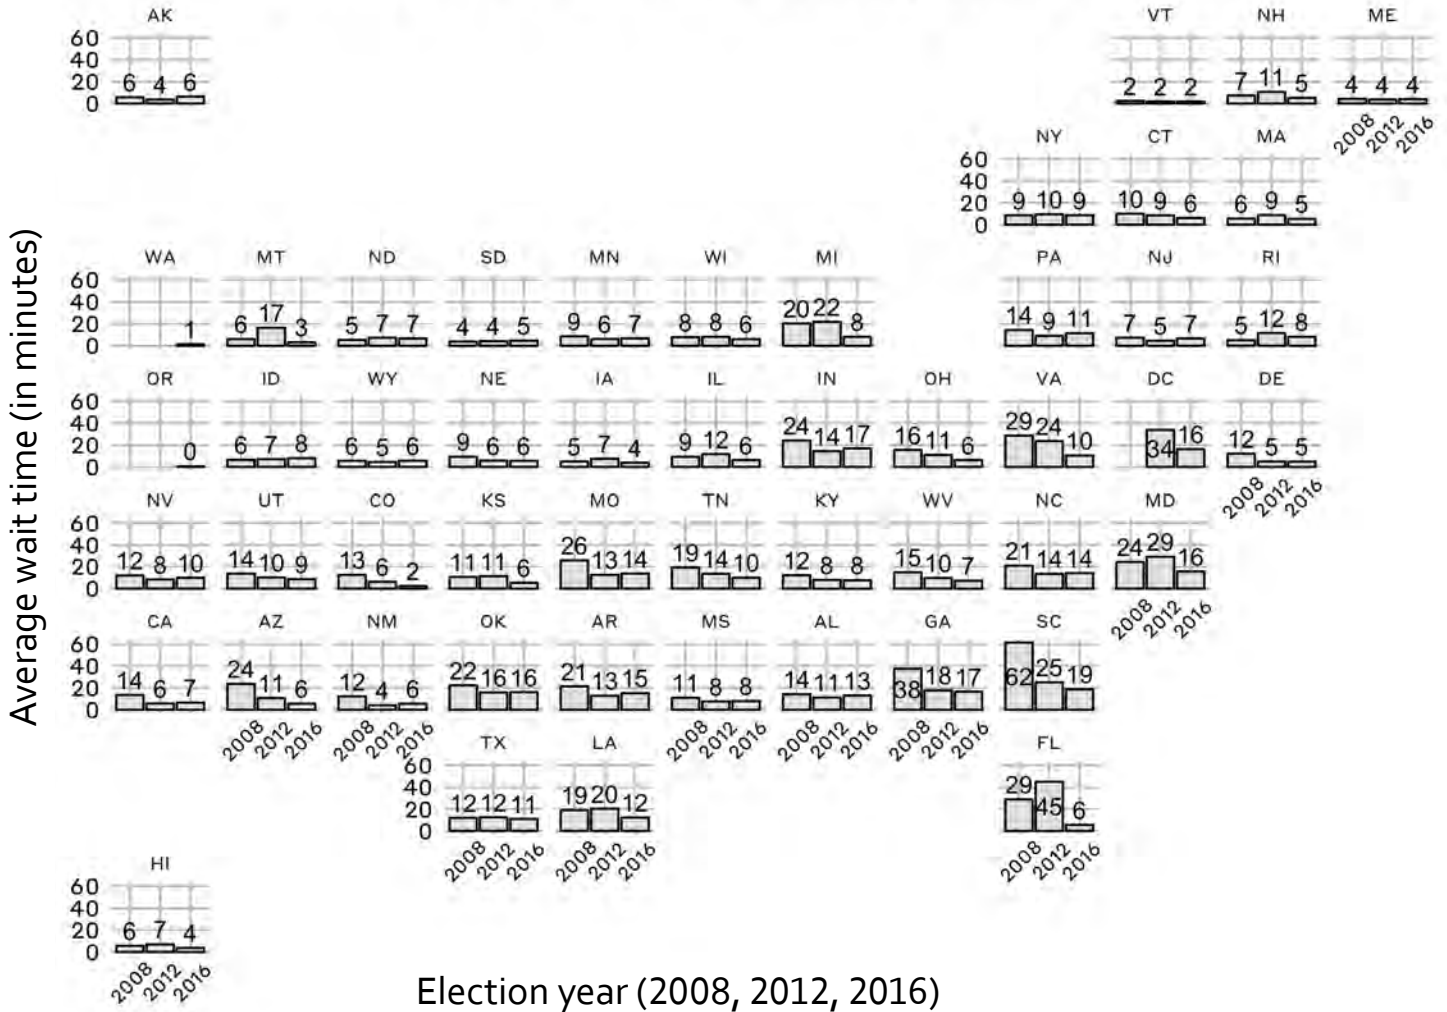 AK
60
40
20
0
6 4 6
VT NH ME
2 2 2 7 11 5 4 4 4
2008 2012 2016
NY CT MA
60
40
20
0
9 10 9 10 9 6 6 9 5
Average wait time (in minutes)
WA MT ND SD MN WI MI PA NJ RI
60
40
20
0
1 6 17 3 5 7 7 4 4 5 9 6 7 8 8 6 20 22 8 14 9 11 7 5 7 5 12 8
OR ID WY NE IA IL IN OH VA DC DE
60
40
20
0
0 6 7 8 6 5 6 9 6 6 5 7 4 9 12 6 24 14 17 16 11 6 29 24 10 34 16 12 5 5
2008 2012 2016
NV UT CO KS MO TN KY WV NC MD
60
40
20
0
12 8 10 14 10 9 13 6 2 11 11 6 26 13 14 19 14 10 12 8 8 15 10 7 21 14 14 24 29 16
2008 2012 2016
CA AZ NM OK AR MS AL GA SC
60
40
20
0
14 6 7 24 11 6 12 4 6 22 16 16 21 13 15 11 8 8 14 11 13 38 18 17 62 25 19
2008 2012 2016 2008 2012 2016 2008 2012 2016 2008 2012 2016 2008 2012 2016
TX LA FL
60
40
20
0
12 12 11 19 20 12 29 45 6
2008 2012 2016 2008 2012 2016 2008 2012 2016
HI
60
40
20
0
6 7 4
2008 2012 2016
Election year (2008, 2012, 2016)